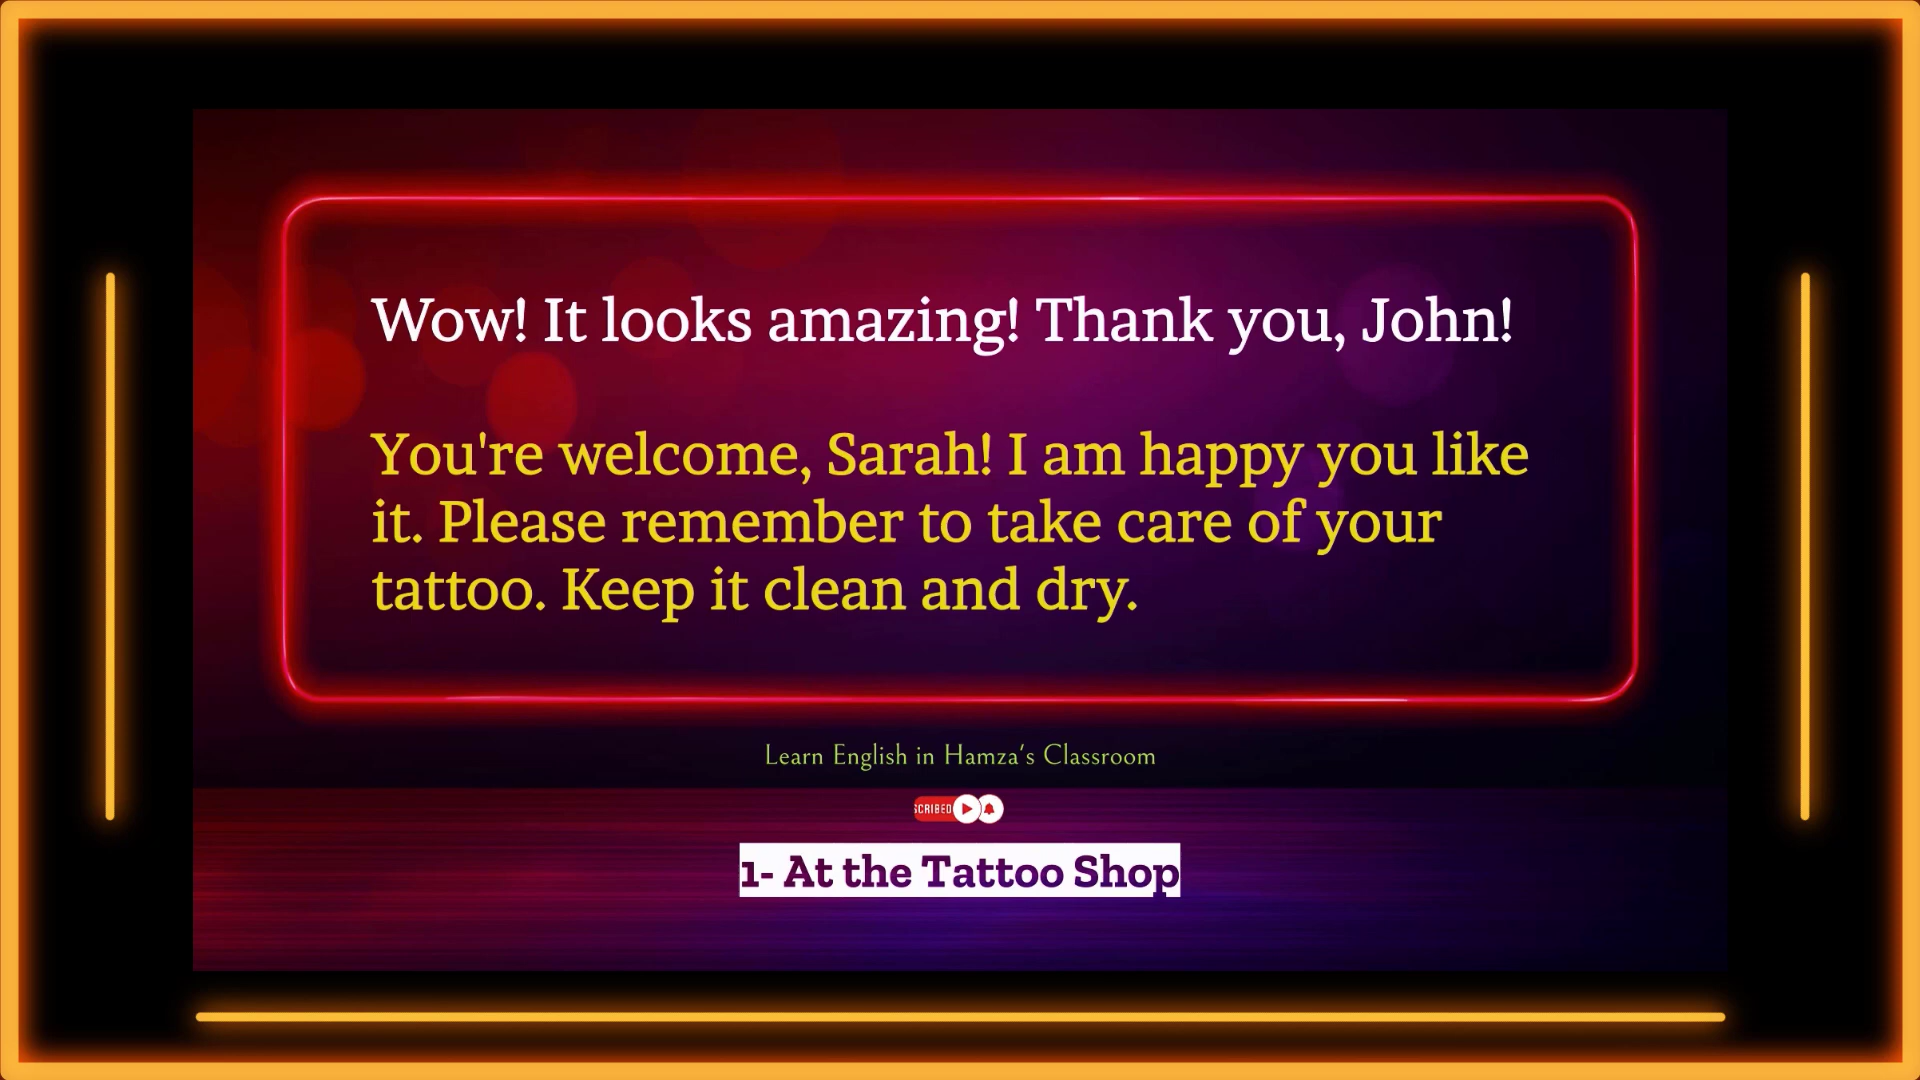 Wow! It looks amazing! Thank you, John!
You're welcome, Sarah! I am happy you like
it. Please remember to take care of your
tattoo. Keep it clean and dry.
Learn English in Hamza's Classroom
SCRIBED
1- At the Tattoo Shop